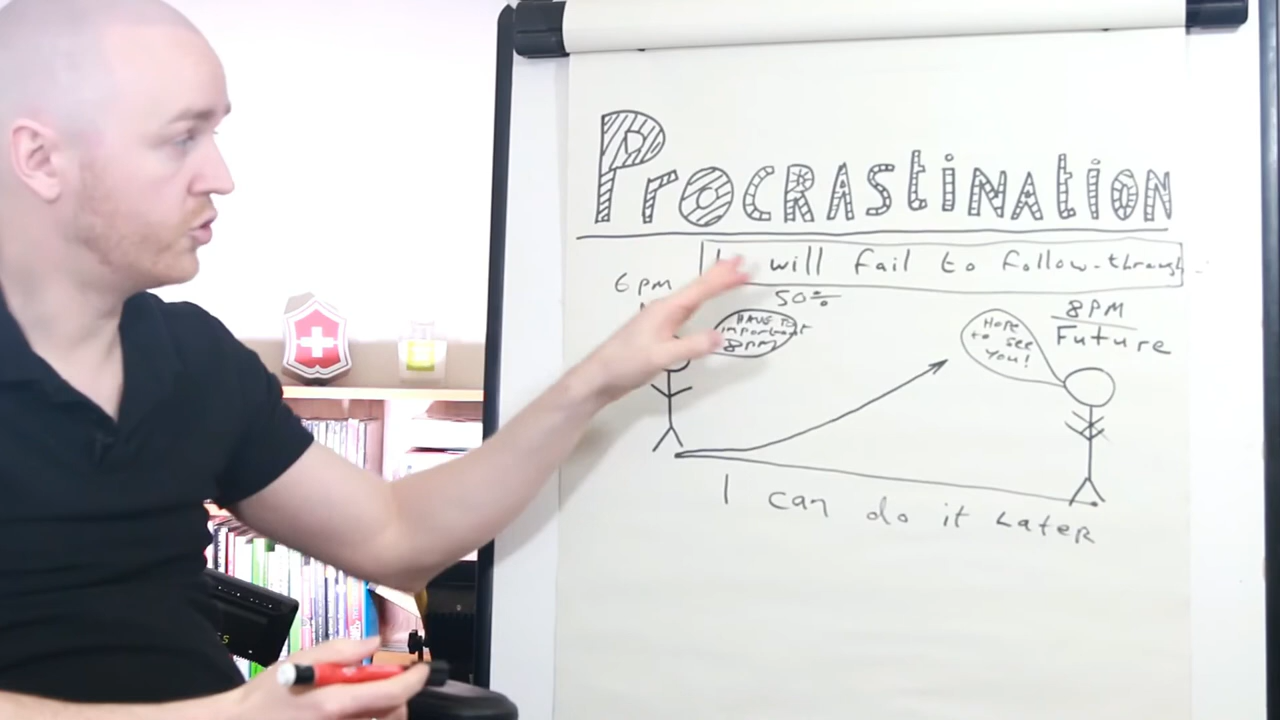 PROCRAStiNAtiON
I will fail to follow-through
6pm
50%
HAVE TO
important
8pm
Hope
to see
you!
8PM
Future
I can do it Later